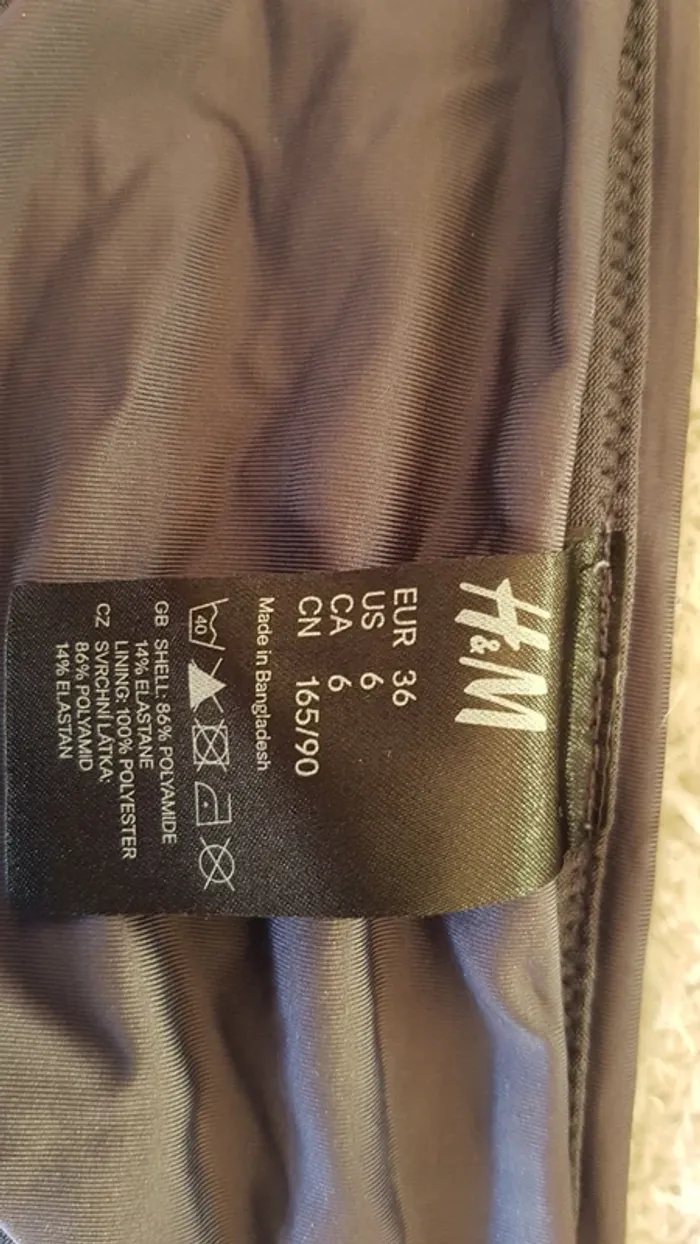 H&M
EUR 36
US 6
CA 6
CN 165/90
Made in Bangladesh
40
GB SHELL: 86% POLYAMIDE
14% ELASTANE
LINING: 100% POLYESTER
CZ SVRCHNÍ LÁTKA:
86% POLYAMID
14% ELASTAN